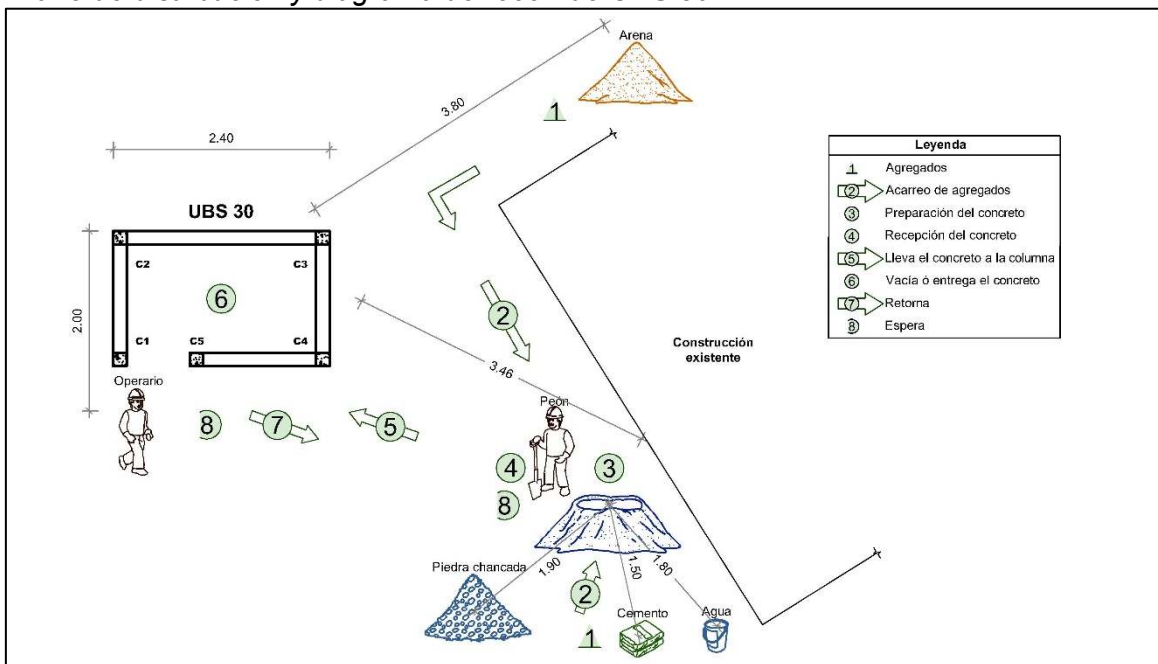 Arena
1
3.80
2.40
UBS 30
C2
C3
6
2.00
C1
C5
C4
Operario
8
7
5
2
3.46
Construcción
existente
Peón
4
3
8
Piedra chancada
1.90
1.50
1.80
2
Cemento
Agua
1
Leyenda
1 Agregados
2 Acarreo de agregados
3 Preparación del concreto
4 Recepción del concreto
5 Lleva el concreto a la columna
6 Vacía ó entrega el concreto
7 Retorna
8 Espera